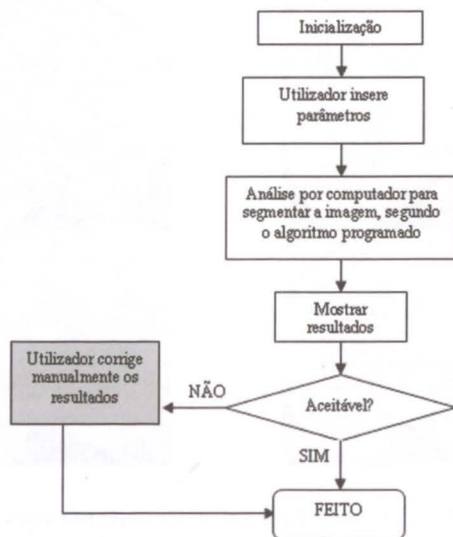 Inicialização
Utilizador insere
parâmetros
Análise por computador para
segmentar a imagem, segundo
o algoritmo programado
Mostrar
resultados
Utilizador corrige
manualmente os
resultados
NÃO
Aceitável?
SIM
FEITO